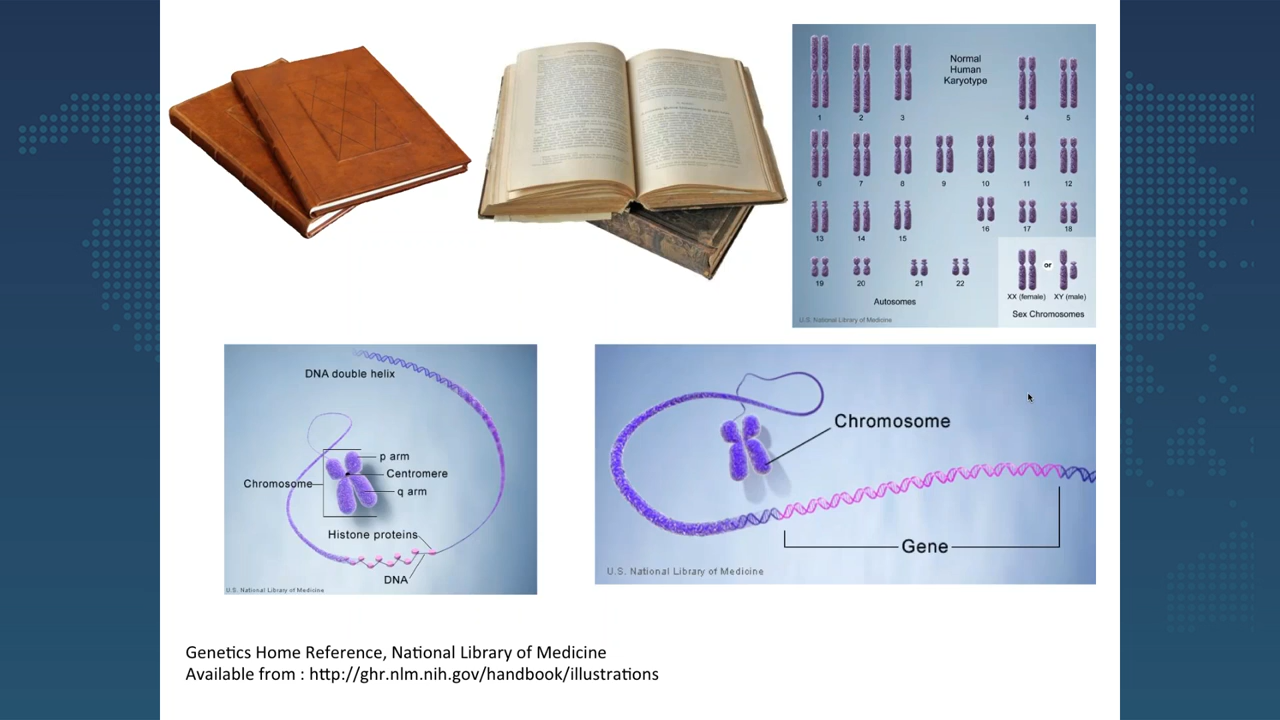 Normal
Human
Karyotype
1 2 3 4 5
6 7 8 9 10 11 12
13 14 15 16 17 18
19 20 21 22
or
XX (female) XY (male)
Autosomes
Sex Chromosomes
U.S. National Library of Medicine
DNA double helix
p arm
Centromere
Chromosome
q arm
Histone proteins
DNA
U.S. National Library of Medicine
Chromosome
Gene
U.S. National Library of Medicine
Genetics Home Reference, National Library of Medicine
Available from : http://ghr.nlm.nih.gov/handbook/illustrations